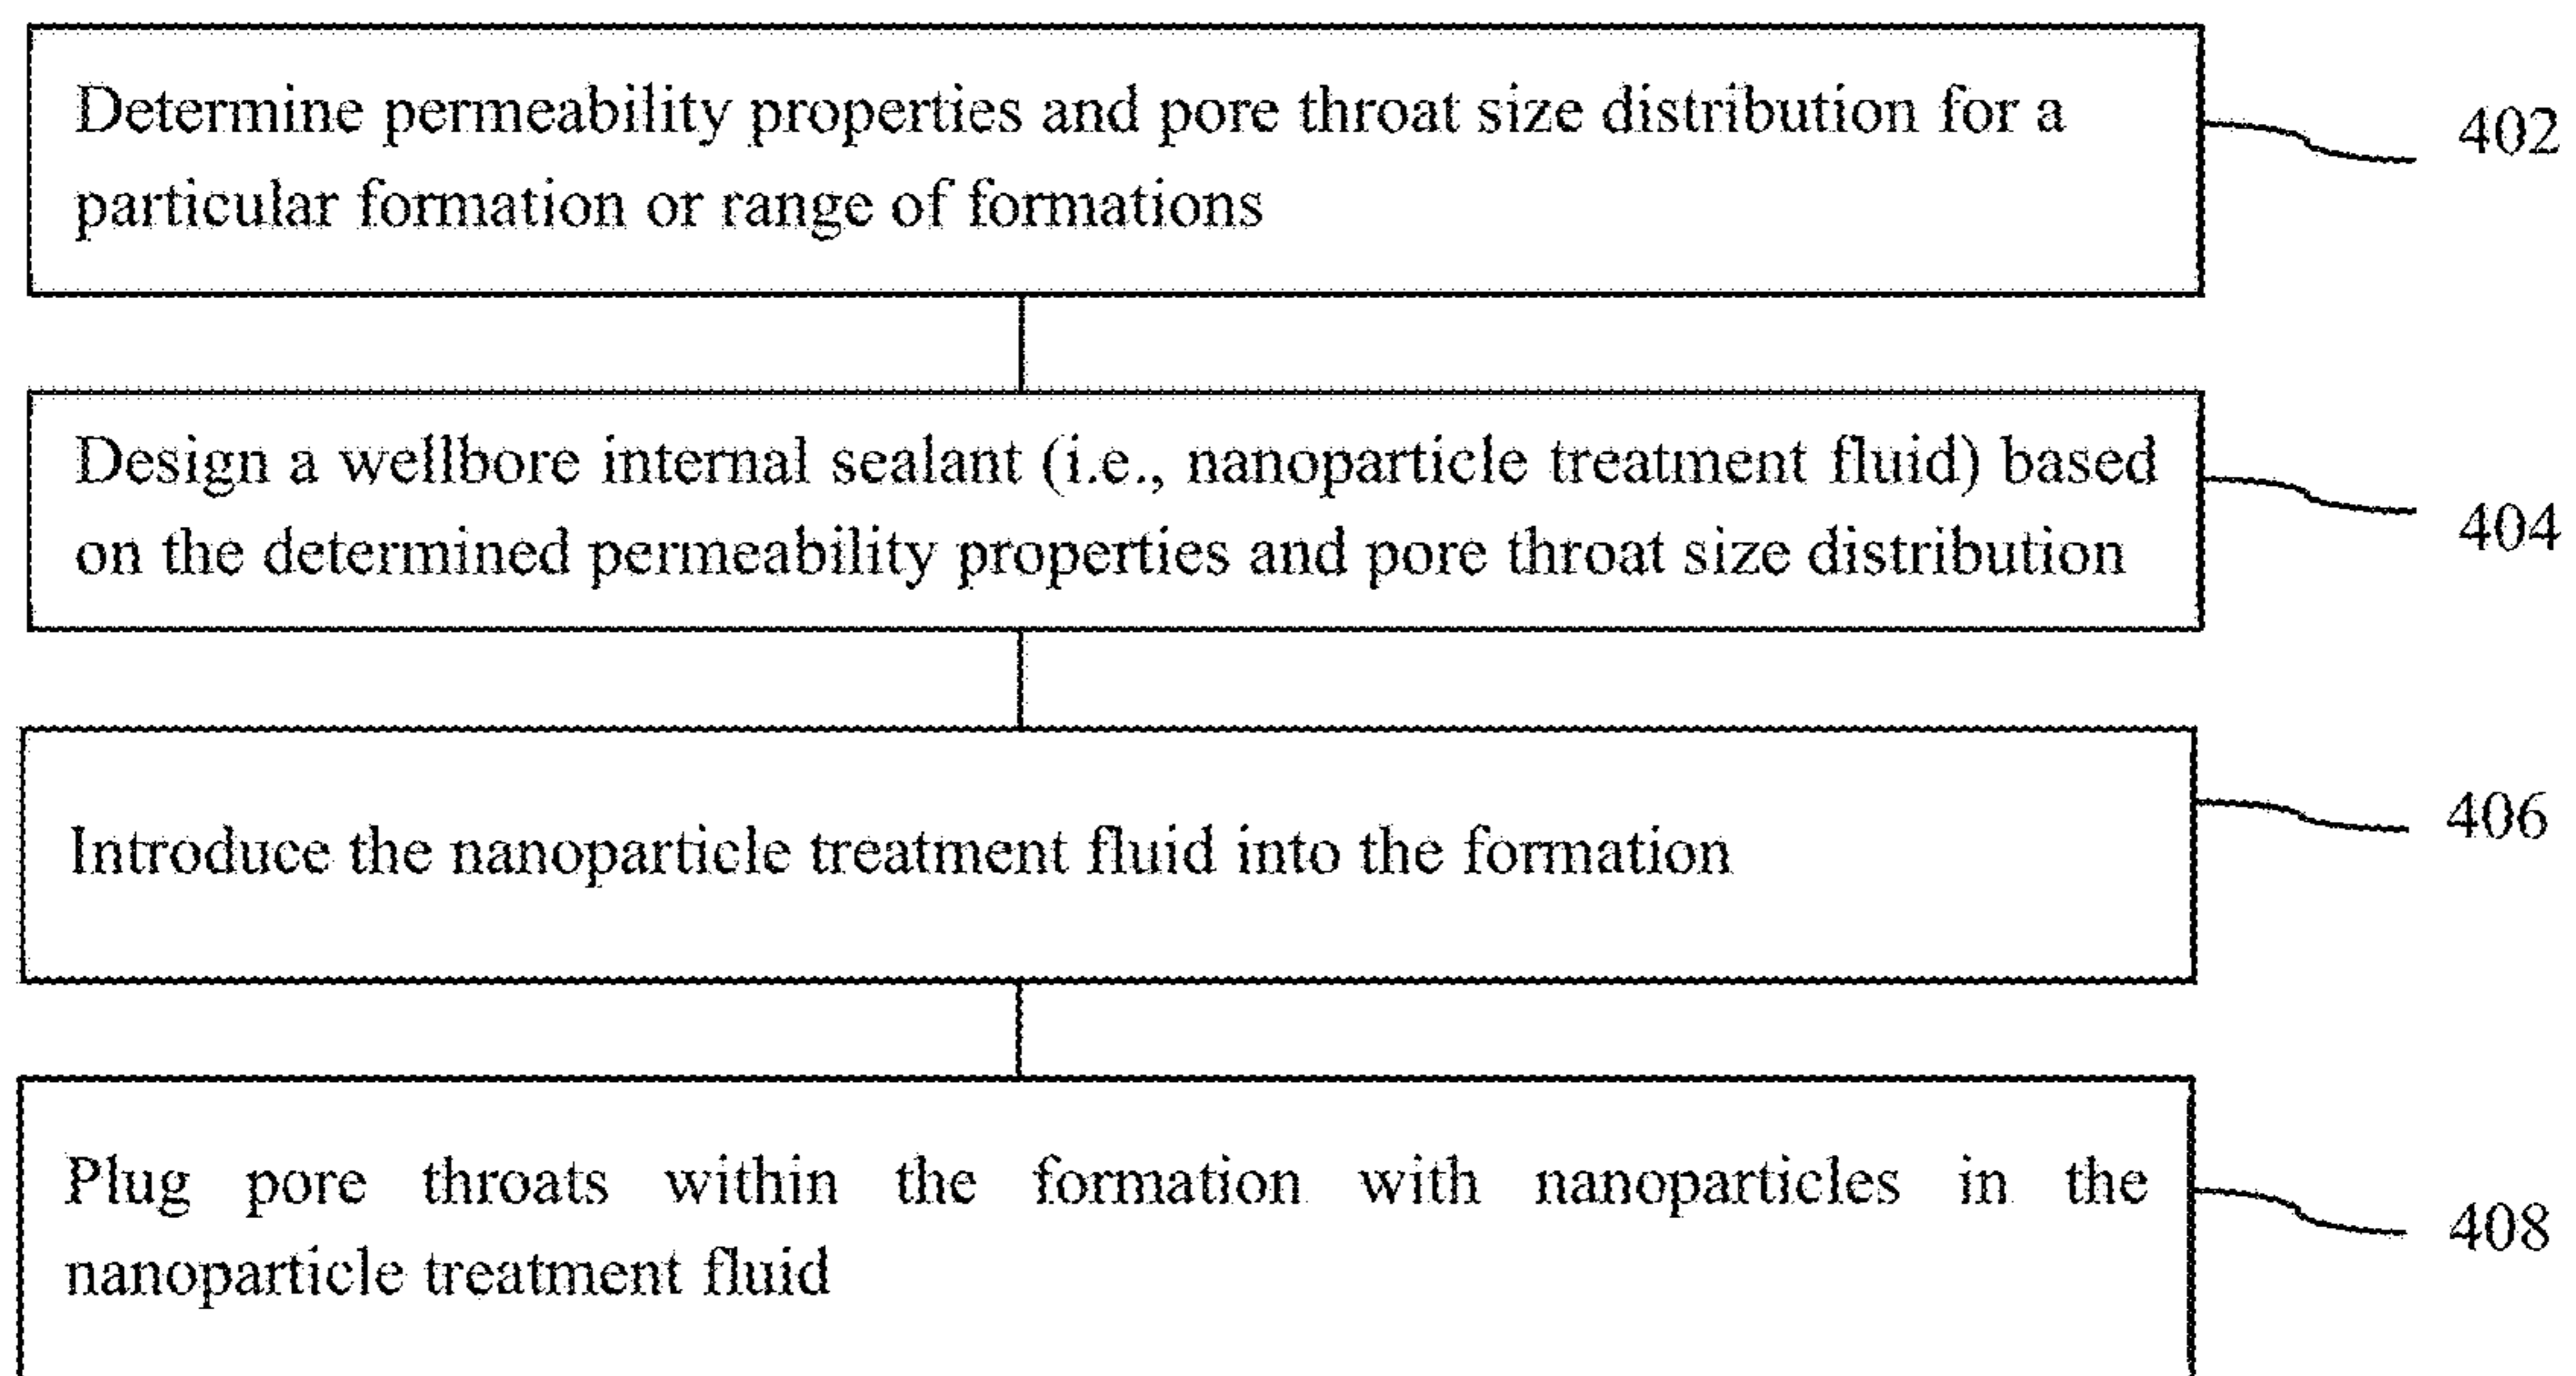 Determine permeability properties and pore throat size distribution for a
particular formation or range of formations
402
Design a wellbore internal sealant (i.e., nanoparticle treatment fluid) based
on the determined permeability properties and pore throat size distribution
404
Introduce the nanoparticle treatment fluid into the formation
406
Plug pore throats within the formation with nanoparticles in the
nanoparticle treatment fluid
408